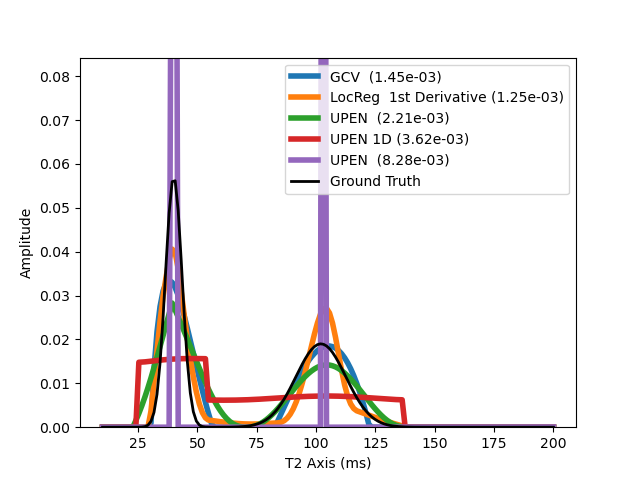 0.08
0.07
0.06
0.05
0.04
0.03
0.02
0.01
0.00
Amplitude
GCV  (1.45e-03)
LocReg  1st Derivative (1.25e-03)
UPEN  (2.21e-03)
UPEN 1D (3.62e-03)
UPEN  (8.28e-03)
Ground Truth
25 50 75 100 125 150 175 200
T2 Axis (ms)